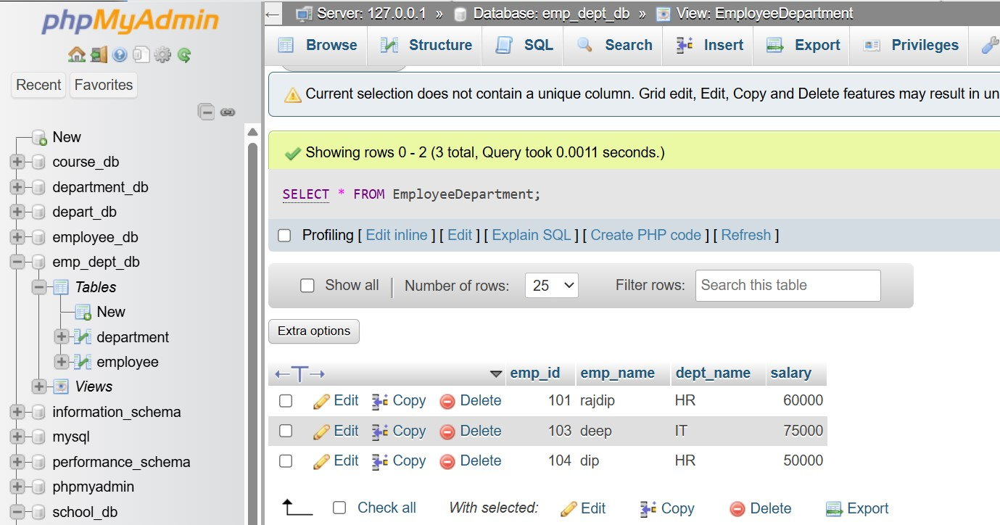 phpMyAdmin
Recent Favorites
New
course_db
department_db
depart_db
employee_db
emp_dept_db
Tables
New
department
employee
Views
information_schema
mysql
performance_schema
phpmyadmin
school_db
Server: 127.0.0.1 » Database: emp_dept_db » View: EmployeeDepartment
Browse Structure SQL Search Insert Export Privileges
Current selection does not contain a unique column. Grid edit, Edit, Copy and Delete features may result in un
Showing rows 0 - 2 (3 total, Query took 0.0011 seconds.)
SELECT * FROM EmployeeDepartment;
Profiling [ Edit inline ] [ Edit ] [ Explain SQL ] [ Create PHP code ] [ Refresh ]
Show all | Number of rows: 25 Filter rows: Search this table
Extra options
emp_id emp_name dept_name salary
Edit Copy Delete 101 rajdip HR 60000
Edit Copy Delete 103 deep IT 75000
Edit Copy Delete 104 dip HR 50000
Check all With selected: Edit Copy Delete Export